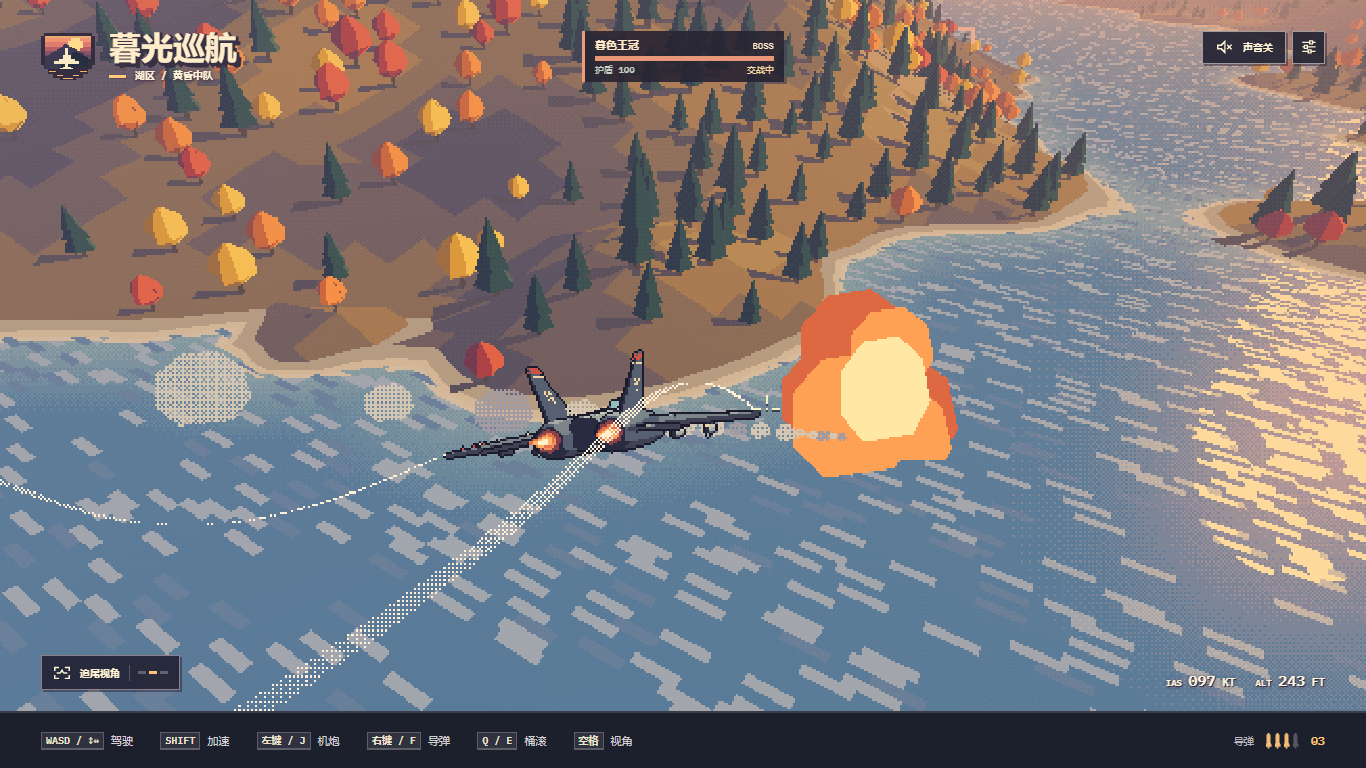 暮光巡航
湖区 / 黄昏中队
暮色王冠 BOSS
护盾 100 交战中
声音关
追尾视角
IAS 097 KT ALT 243 FT
WASD / ↕↔ 驾驶 SHIFT 加速 左键 / J 机炮 右键 / F 导弹 Q / E 桶滚 空格 视角
导弹 03